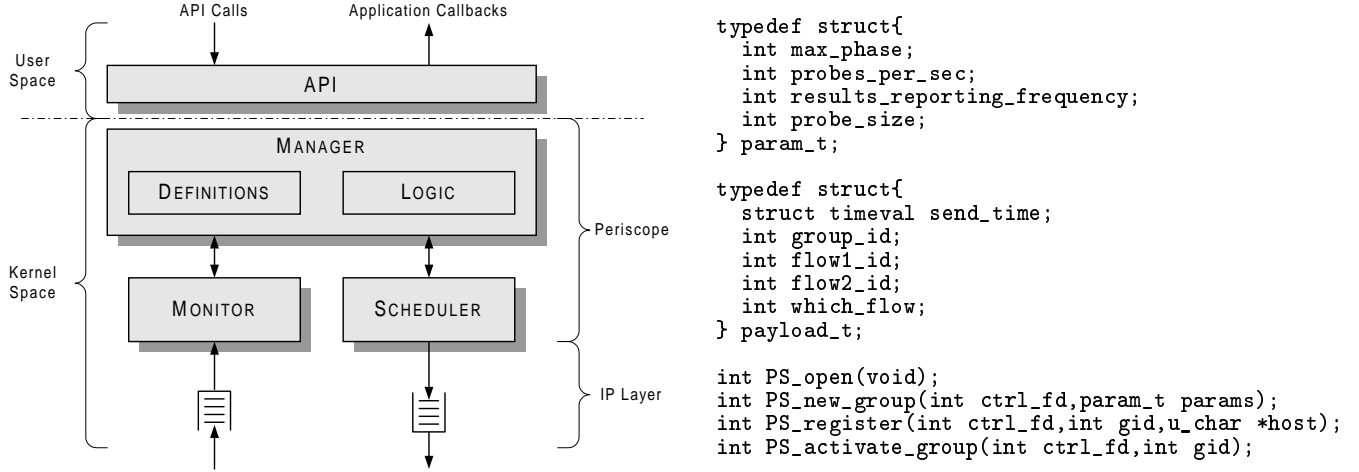 API Calls
Application Callbacks
User
Space
API
MANAGER
DEFINITIONS
LOGIC
Periscope
Kernel
Space
MONITOR
SCHEDULER
IP Layer
typedef struct{
  int max_phase;
  int probes_per_sec;
  int results_reporting_frequency;
  int probe_size;
} param_t;
typedef struct{
  struct timeval send_time;
  int group_id;
  int flow1_id;
  int flow2_id;
  int which_flow;
} payload_t;
int PS_open(void);
int PS_new_group(int ctrl_fd,param_t params);
int PS_register(int ctrl_fd,int gid,u_char *host);
int PS_activate_group(int ctrl_fd,int gid);